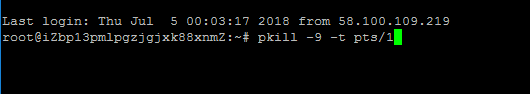 Last login: Thu Jul  5 00:03:17 2018 from 58.100.109.219
root@iZbp13pmlpgzjgjxk88xnmZ:~# pkill -9 -t pts/1